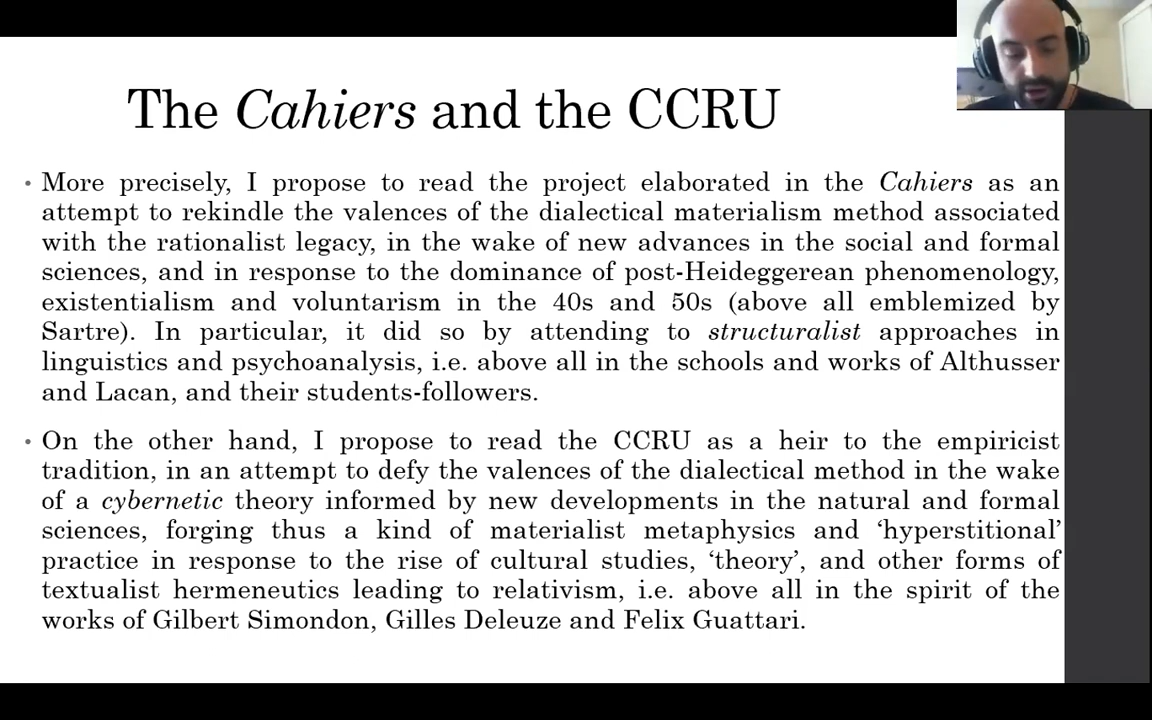 The Cahiers and the CCRU
• More precisely, I propose to read the project elaborated in the Cahiers as an
attempt to rekindle the valences of the dialectical materialism method associated
with the rationalist legacy, in the wake of new advances in the social and formal
sciences, and in response to the dominance of post-Heideggerean phenomenology,
existentialism and voluntarism in the 40s and 50s (above all emblemized by
Sartre). In particular, it did so by attending to structuralist approaches in
linguistics and psychoanalysis, i.e. above all in the schools and works of Althusser
and Lacan, and their students-followers.
• On the other hand, I propose to read the CCRU as a heir to the empiricist
tradition, in an attempt to defy the valences of the dialectical method in the wake
of a cybernetic theory informed by new developments in the natural and formal
sciences, forging thus a kind of materialist metaphysics and ‘hyperstitional’
practice in response to the rise of cultural studies, ‘theory’, and other forms of
textualist hermeneutics leading to relativism, i.e. above all in the spirit of the
works of Gilbert Simondon, Gilles Deleuze and Felix Guattari.